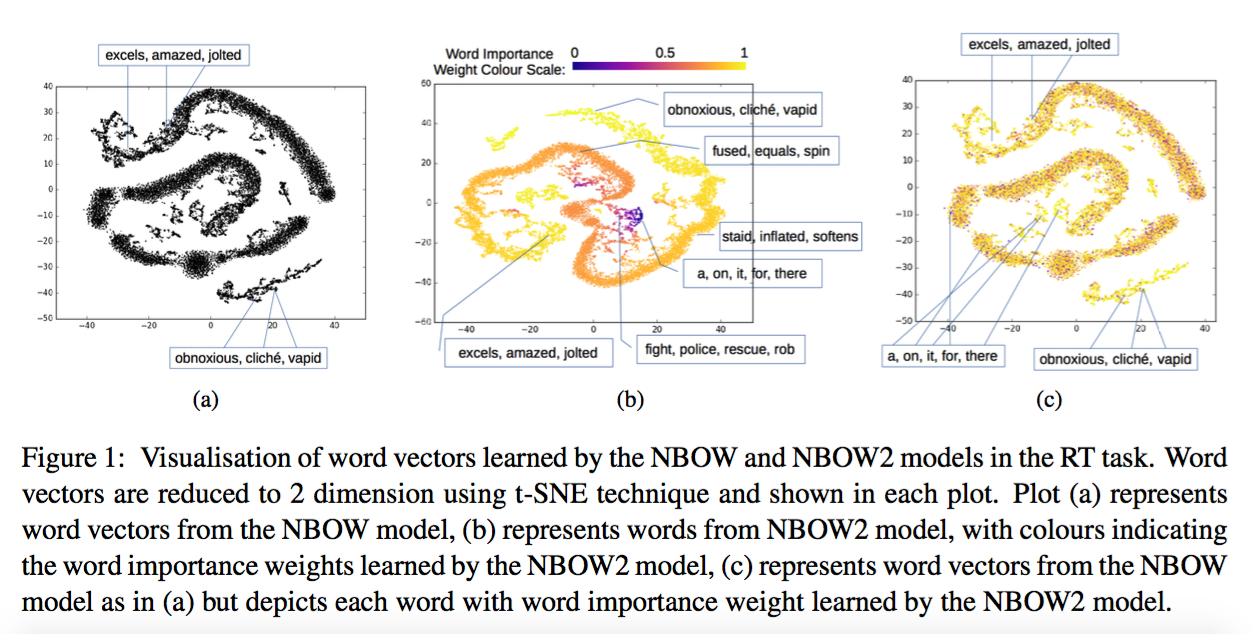 excels, amazed, jolted
40
30
20
10
0
−10
−20
−30
−40
−50
−40 −20 0 20 40
obnoxious, cliché, vapid
(a)
Word Importance
Weight Colour Scale:
0 0.5 1
60
40
20
0
−20
−40
−60
−40 −20 0 20 40
obnoxious, cliché, vapid
fused, equals, spin
staid, inflated, softens
a, on, it, for, there
excels, amazed, jolted
fight, police, rescue, rob
(b)
excels, amazed, jolted
40
30
20
10
0
−10
−20
−30
−40
−50
−40 −20 0 20 40
a, on, it, for, there
obnoxious, cliché, vapid
(c)
Figure 1: Visualisation of word vectors learned by the NBOW and NBOW2 models in the RT task. Word
vectors are reduced to 2 dimension using t-SNE technique and shown in each plot. Plot (a) represents
word vectors from the NBOW model, (b) represents words from NBOW2 model, with colours indicating
the word importance weights learned by the NBOW2 model, (c) represents word vectors from the NBOW
model as in (a) but depicts each word with word importance weight learned by the NBOW2 model.